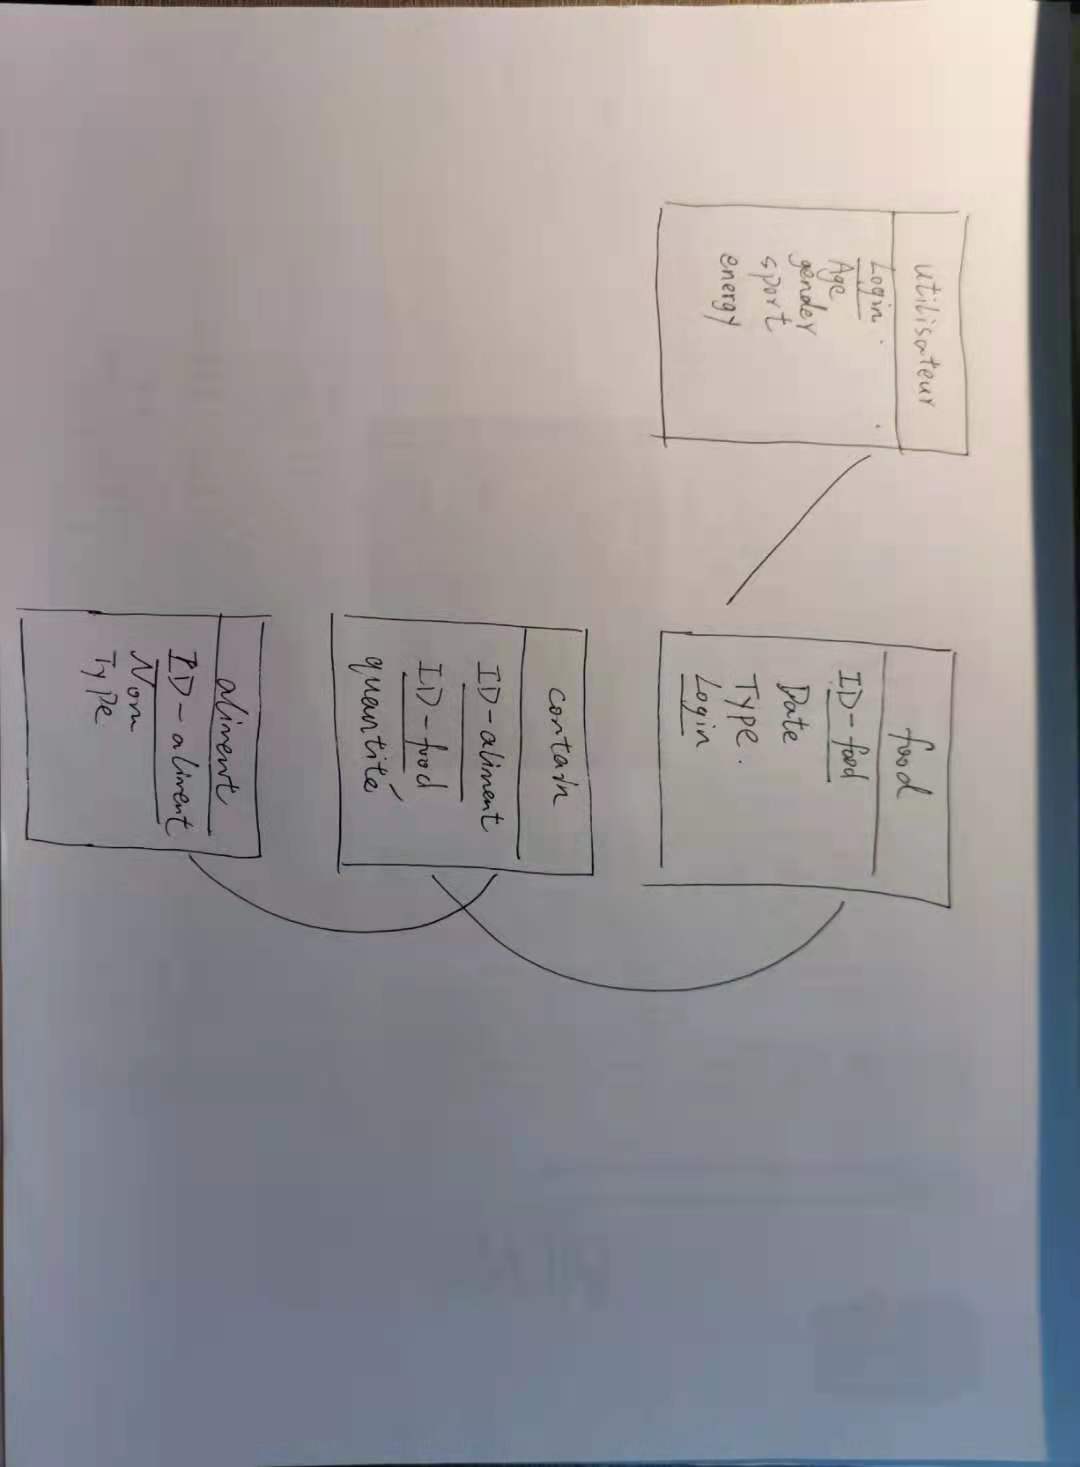 utilisateur
Login
Age
gender
sport
energy
food
ID-food
Date
Type.
Login
contain
ID-aliment
ID-food
quantité
aliment
ID-aliment
Nom
Type